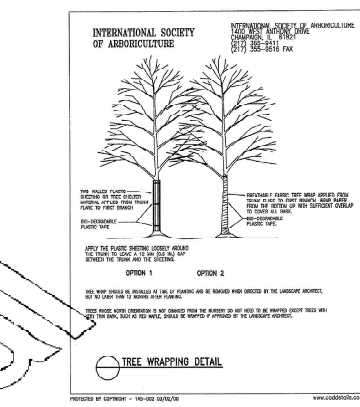 INTERNATIONAL SOCIETY
OF ARBORICULTURE
INTERNATIONAL SOCIETY OF ARBORICULTURE
1400 WEST ANTHONY DRIVE
CHAMPAIGN, IL 61821
(217) 355-9411
(217) 355-9516 FAX
TWO WALLED PLASTIC
SHEETING OR TREE SHELTER
MATERIAL APPLIED FROM TRUNK
FLARE TO FIRST BRANCH
BIO-DEGRADABLE
PLASTIC TAPE
BREATHABLE FABRIC TREE WRAP APPLIED FROM
TRUNK FLARE TO FIRST BRANCH. WRAP PAPER
FROM THE BOTTOM UP WITH SUFFICIENT OVERLAP
TO COVER ALL BARK.
BIO-DEGRADABLE
PLASTIC TAPE.
APPLY THE PLASTIC SHEETING LOOSELY AROUND
THE TRUNK TO LEAVE A 12 MM (0.5 IN.) GAP
BETWEEN THE TRUNK AND THE SHEETING.
OPTION 1
OPTION 2
TREE WRAP SHOULD BE INSTALLED AT TIME OF PLANTING AND BE REMOVED WHEN DIRECTED BY THE LANDSCAPE ARCHITECT,
BUT NO LATER THAN 12 MONTHS AFTER PLANTING.
TREES WHOSE NORTH ORIENTATION IS NOT CHANGED FROM THE NURSERY DO NOT NEED TO BE WRAPPED EXCEPT TREES WITH
VERY THIN BARK, SUCH AS RED MAPLE, SHOULD BE WRAPPED IF APPROVED BY THE LANDSCAPE ARCHITECT.
TREE WRAPPING DETAIL
PROTECTED BY COPYRIGHT - 145-002 02/02/00
www.caddetails.co